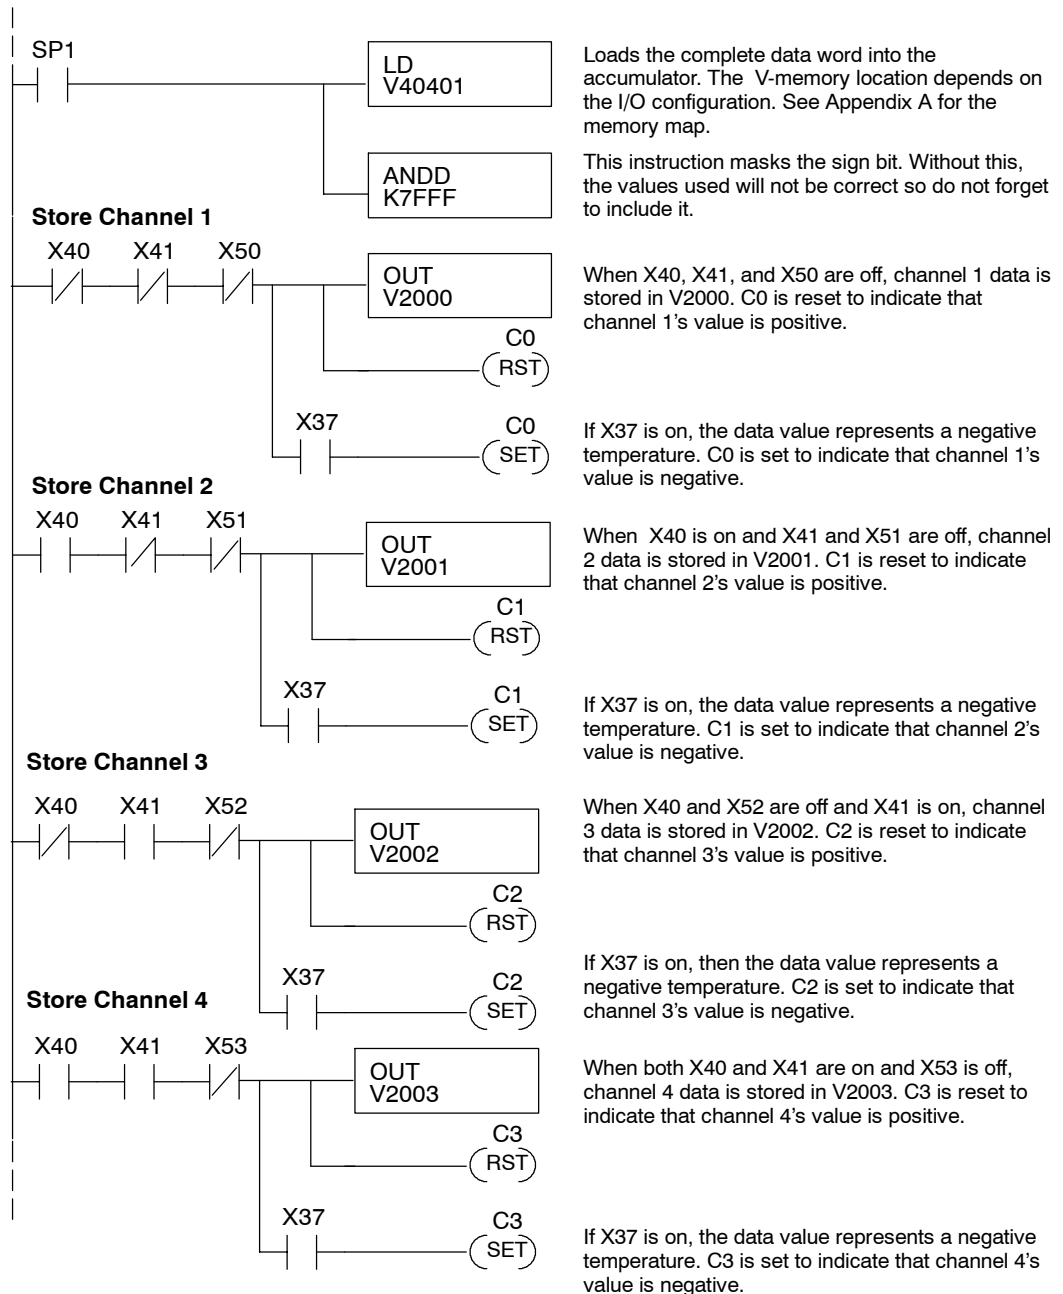 SP1
LD
V40401
Loads the complete data word into the
accumulator. The V-memory location depends on
the I/O configuration. See Appendix A for the
memory map.
ANDD
K7FFF
This instruction masks the sign bit. Without this,
the values used will not be correct so do not forget
to include it.
Store Channel 1
X40 X41 X50
OUT
V2000
When X40, X41, and X50 are off, channel 1 data is
stored in V2000. C0 is reset to indicate that
channel 1’s value is positive.
C0
RST
X37
C0
SET
If X37 is on, the data value represents a negative
temperature. C0 is set to indicate that channel 1’s
value is negative.
Store Channel 2
X40 X41 X51
OUT
V2001
When X40 is on and X41 and X51 are off, channel
2 data is stored in V2001. C1 is reset to indicate
that channel 2’s value is positive.
C1
RST
X37
C1
SET
If X37 is on, the data value represents a negative
temperature. C1 is set to indicate that channel 2’s
value is negative.
Store Channel 3
X40 X41 X52
OUT
V2002
When X40 and X52 are off and X41 is on, channel
3 data is stored in V2002. C2 is reset to indicate
that channel 3’s value is positive.
C2
RST
X37
C2
SET
If X37 is on, then the data value represents a
negative temperature. C2 is set to indicate that
channel 3’s value is negative.
Store Channel 4
X40 X41 X53
OUT
V2003
When both X40 and X41 are on and X53 is off,
channel 4 data is stored in V2003. C3 is reset to
indicate that channel 4’s value is positive.
C3
RST
X37
C3
SET
If X37 is on, the data value represents a negative
temperature. C3 is set to indicate that channel 4’s
value is negative.